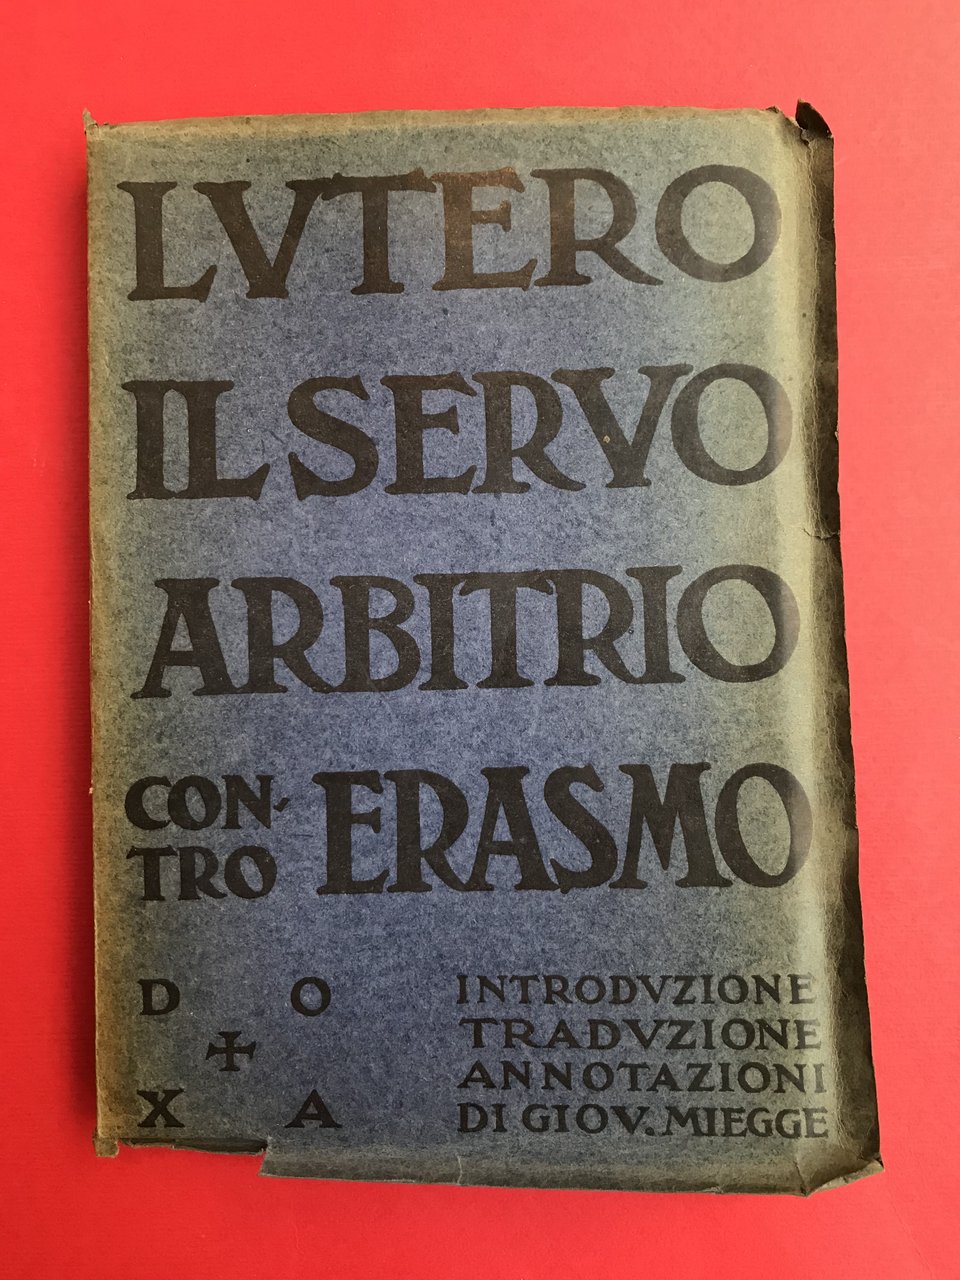 LVTERO
IL SERVO
ARBITRIO
CON-
TRO ERASMO
D O
X A
INTRODVZIONE
TRADVZIONE
ANNOTAZIONI
DI GIOV. MIEGGE